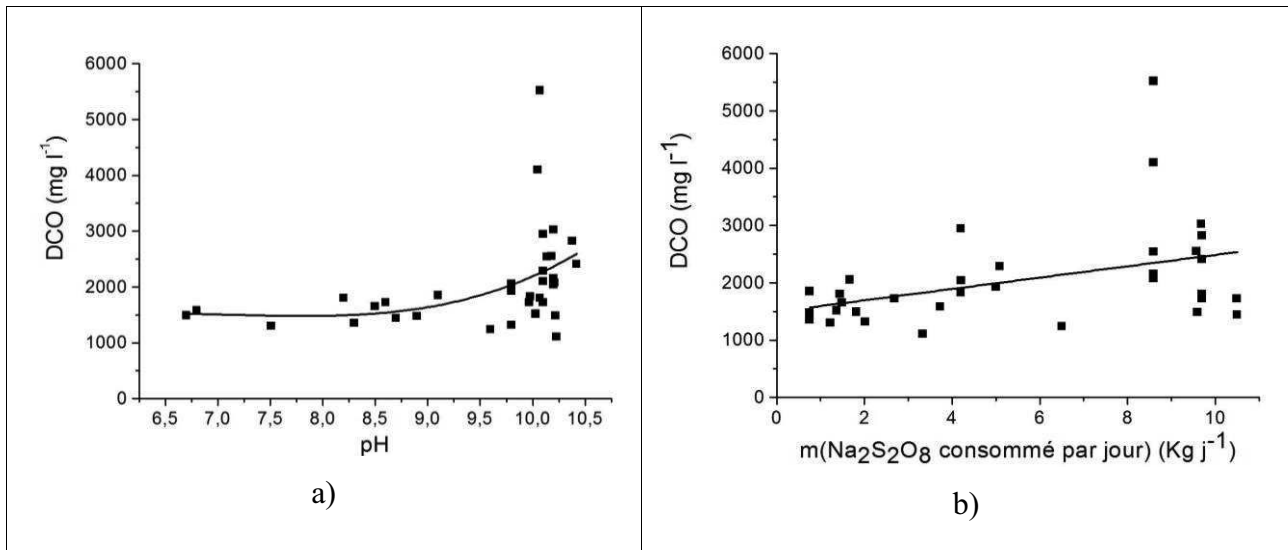 6000
5000
4000
3000
2000
1000
0
DCO (mg l⁻¹)
6,5 7,0 7,5 8,0 8,5 9,0 9,5 10,0 10,5
pH
a)
6000
5000
4000
3000
2000
1000
0
DCO (mg l⁻¹)
0 2 4 6 8 10
m(Na₂S₂O₈ consommé par jour) (Kg j⁻¹)
b)